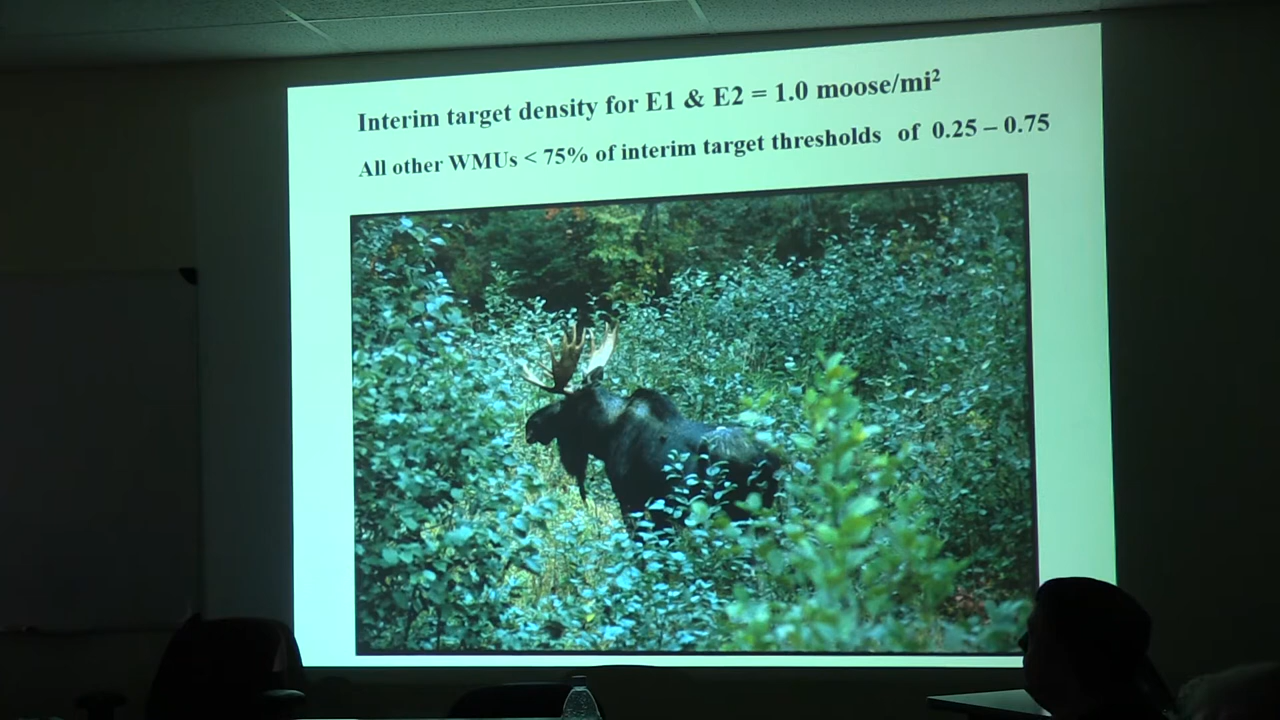 Interim target density for E1 & E2 = 1.0 moose/mi²
All other WMUs < 75% of interim target thresholds of 0.25 – 0.75